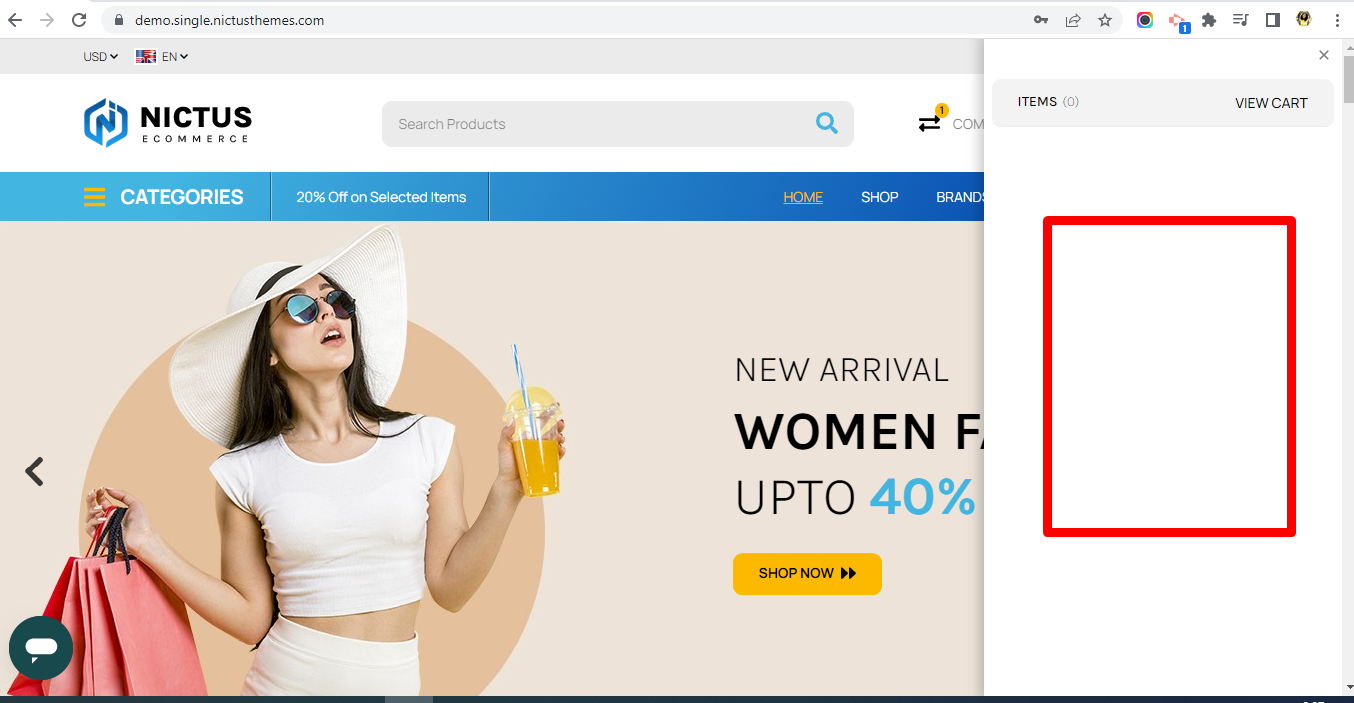 demo.single.nictusthemes.com
1
USD EN
NICTUS
ECOMMERCE
Search Products
1
COM
×
ITEMS (0) VIEW CART
CATEGORIES 20% Off on Selected Items HOME SHOP BRANDS
NEW ARRIVAL
WOMEN FA
UPTO 40%
SHOP NOW